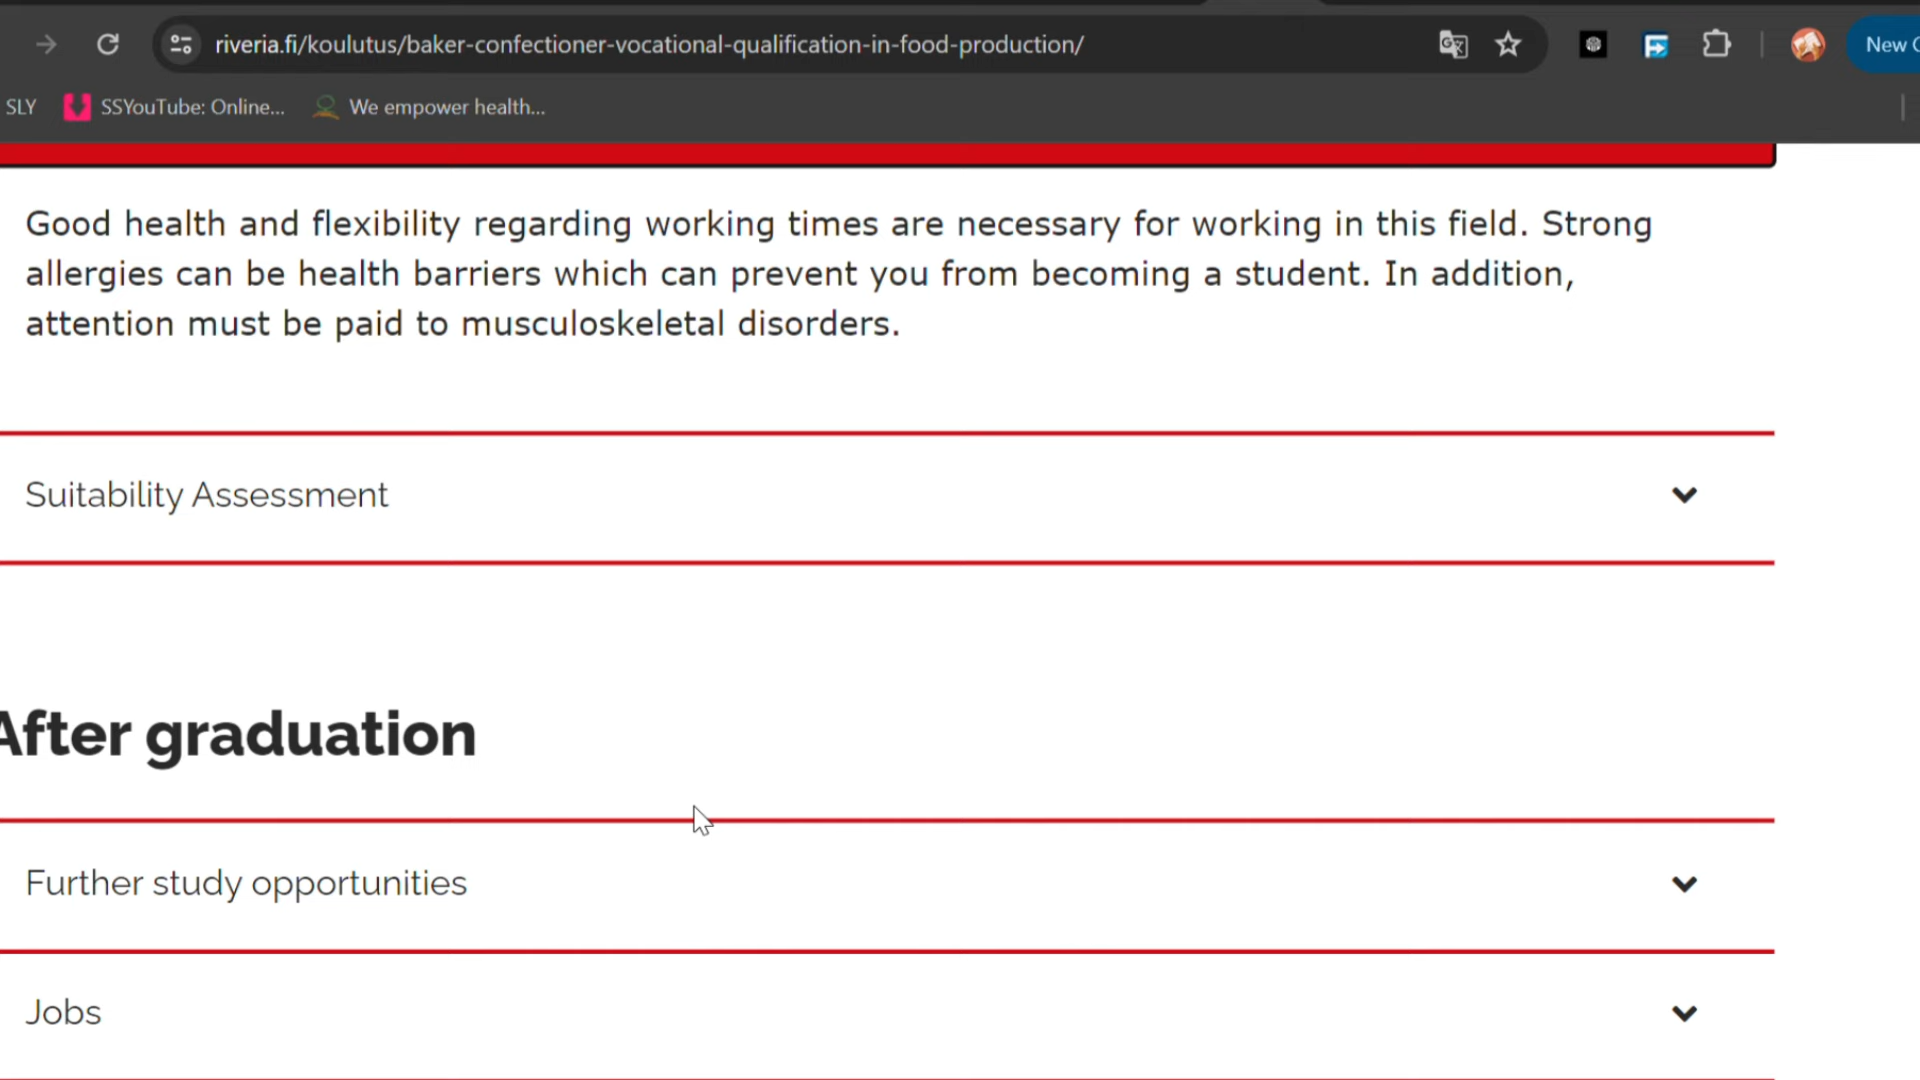 riveria.fi/koulutus/baker-confectioner-vocational-qualification-in-food-production/
New
SLY
SSYouTube: Online...
We empower health...
Good health and flexibility regarding working times are necessary for working in this field. Strong
allergies can be health barriers which can prevent you from becoming a student. In addition,
attention must be paid to musculoskeletal disorders.
Suitability Assessment
After graduation
Further study opportunities
Jobs